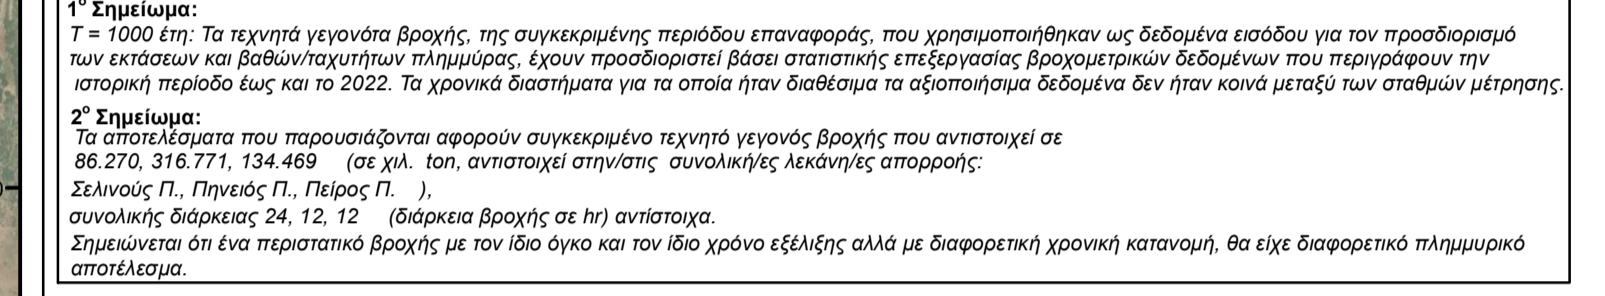 1° Σημείωμα:
T = 1000 έτη: Τα τεχνητά γεγονότα βροχής, της συγκεκριμένης περιόδου επαναφοράς, που χρησιμοποιήθηκαν ως δεδομένα εισόδου για τον προσδιορισμό
των εκτάσεων και βαθών/ταχυτήτων πλημμύρας, έχουν προσδιοριστεί βάσει στατιστικής επεξεργασίας βροχομετρικών δεδομένων που περιγράφουν την
ιστορική περίοδο έως και το 2022. Τα χρονικά διαστήματα για τα οποία ήταν διαθέσιμα τα αξιοποιήσιμα δεδομένα δεν ήταν κοινά μεταξύ των σταθμών μέτρησης.
2° Σημείωμα:
Τα αποτελέσματα που παρουσιάζονται αφορούν συγκεκριμένο τεχνητό γεγονός βροχής που αντιστοιχεί σε
86.270, 316.771, 134.469 (σε χιλ. ton, αντιστοιχεί στην/στις συνολική/ες λεκάνη/ες απορροής:
Σελινούς Π., Πηνειός Π., Πείρος Π. ),
συνολικής διάρκειας 24, 12, 12 (διάρκεια βροχής σε hr) αντίστοιχα.
Σημειώνεται ότι ένα περιστατικό βροχής με τον ίδιο όγκο και τον ίδιο χρόνο εξέλιξης αλλά με διαφορετική χρονική κατανομή, θα είχε διαφορετικό πλημμυρικό
αποτέλεσμα.